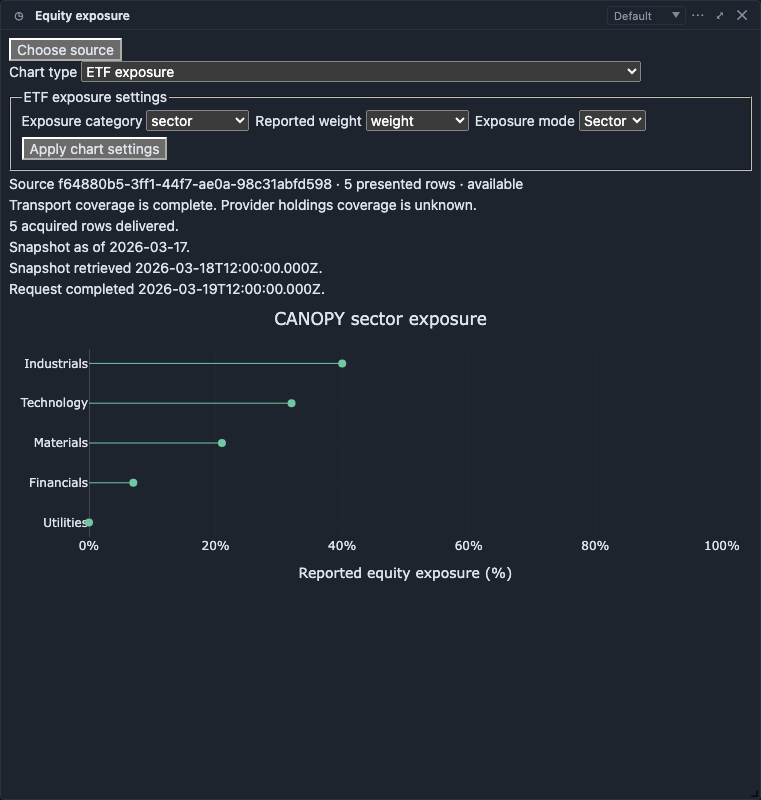 Equity exposure
Default
Choose source
Chart type ETF exposure
ETF exposure settings
Exposure category sector Reported weight weight Exposure mode Sector
Apply chart settings
Source f64880b5-3ff1-44f7-ae0a-98c31abfd598 · 5 presented rows · available
Transport coverage is complete. Provider holdings coverage is unknown.
5 acquired rows delivered.
Snapshot as of 2026-03-17.
Snapshot retrieved 2026-03-18T12:00:00.000Z.
Request completed 2026-03-19T12:00:00.000Z.
CANOPY sector exposure
Industrials
Technology
Materials
Financials
Utilities
0% 20% 40% 60% 80% 100%
Reported equity exposure (%)